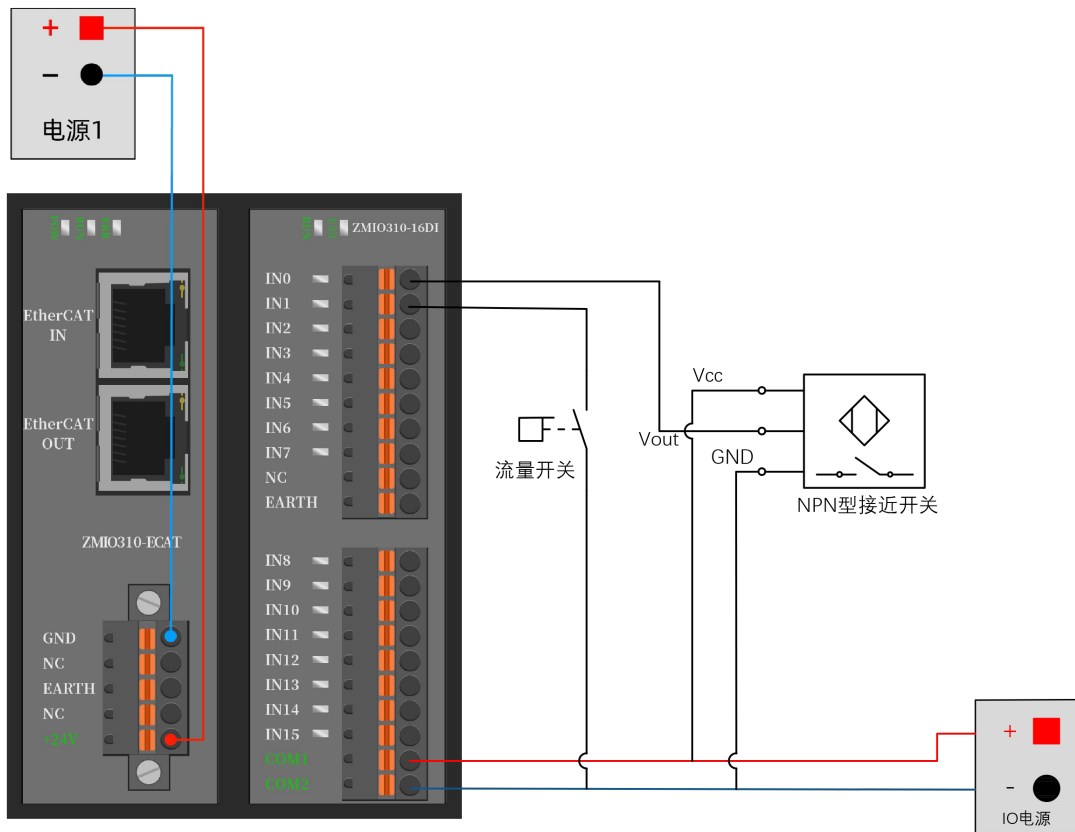 +
-
电源1
POW
RUN
ZMIO310-16DI
EtherCAT
IN
EtherCAT
OUT
ZMIO310-ECAT
GND
NC
EARTH
NC
+24V
IN0
IN1
IN2
IN3
IN4
IN5
IN6
IN7
NC
EARTH
IN8
IN9
IN10
IN11
IN12
IN13
IN14
IN15
COM1
COM2
流量开关
Vcc
Vout
GND
NPN型接近开关
+
-
IO电源